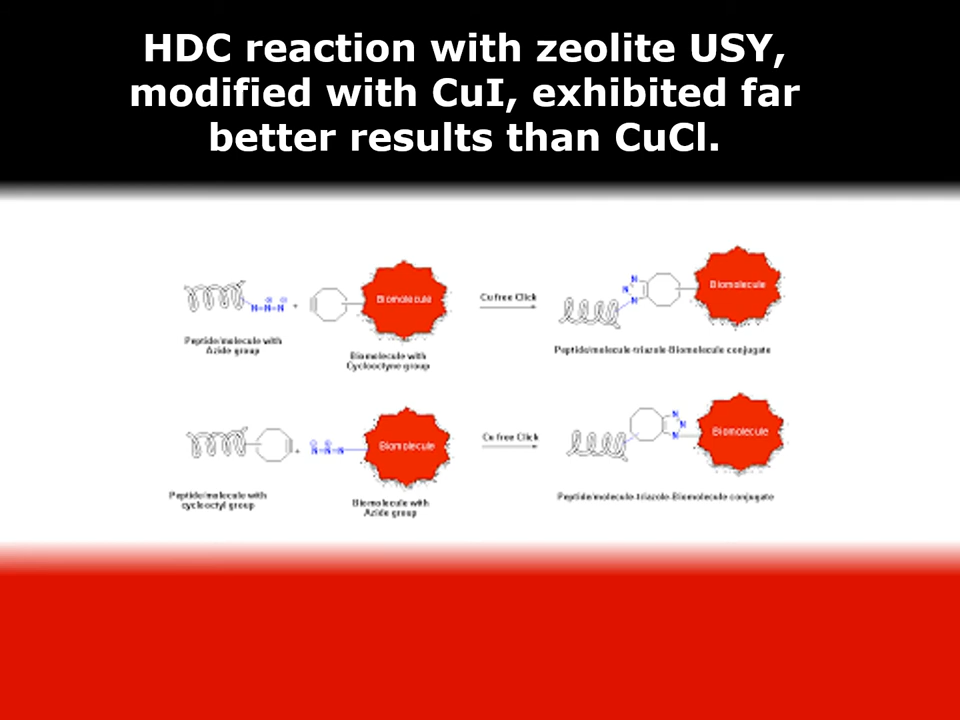 HDC reaction with zeolite USY,
modified with CuI, exhibited far
better results than CuCl.
Biomolecule
N—N—N
+
Cu free Click
Peptide/molecule with
Azide group
Biomolecule with
Cyclooctyne group
N
N
N
Biomolecule
Peptide/molecule-triazole-Biomolecule conjugate
+
N—N—N
Biomolecule
Cu free Click
Peptide/molecule with
cyclooctyl group
Biomolecule with
Azide group
N
N
N
Biomolecule
Peptide/molecule-triazole-Biomolecule conjugate